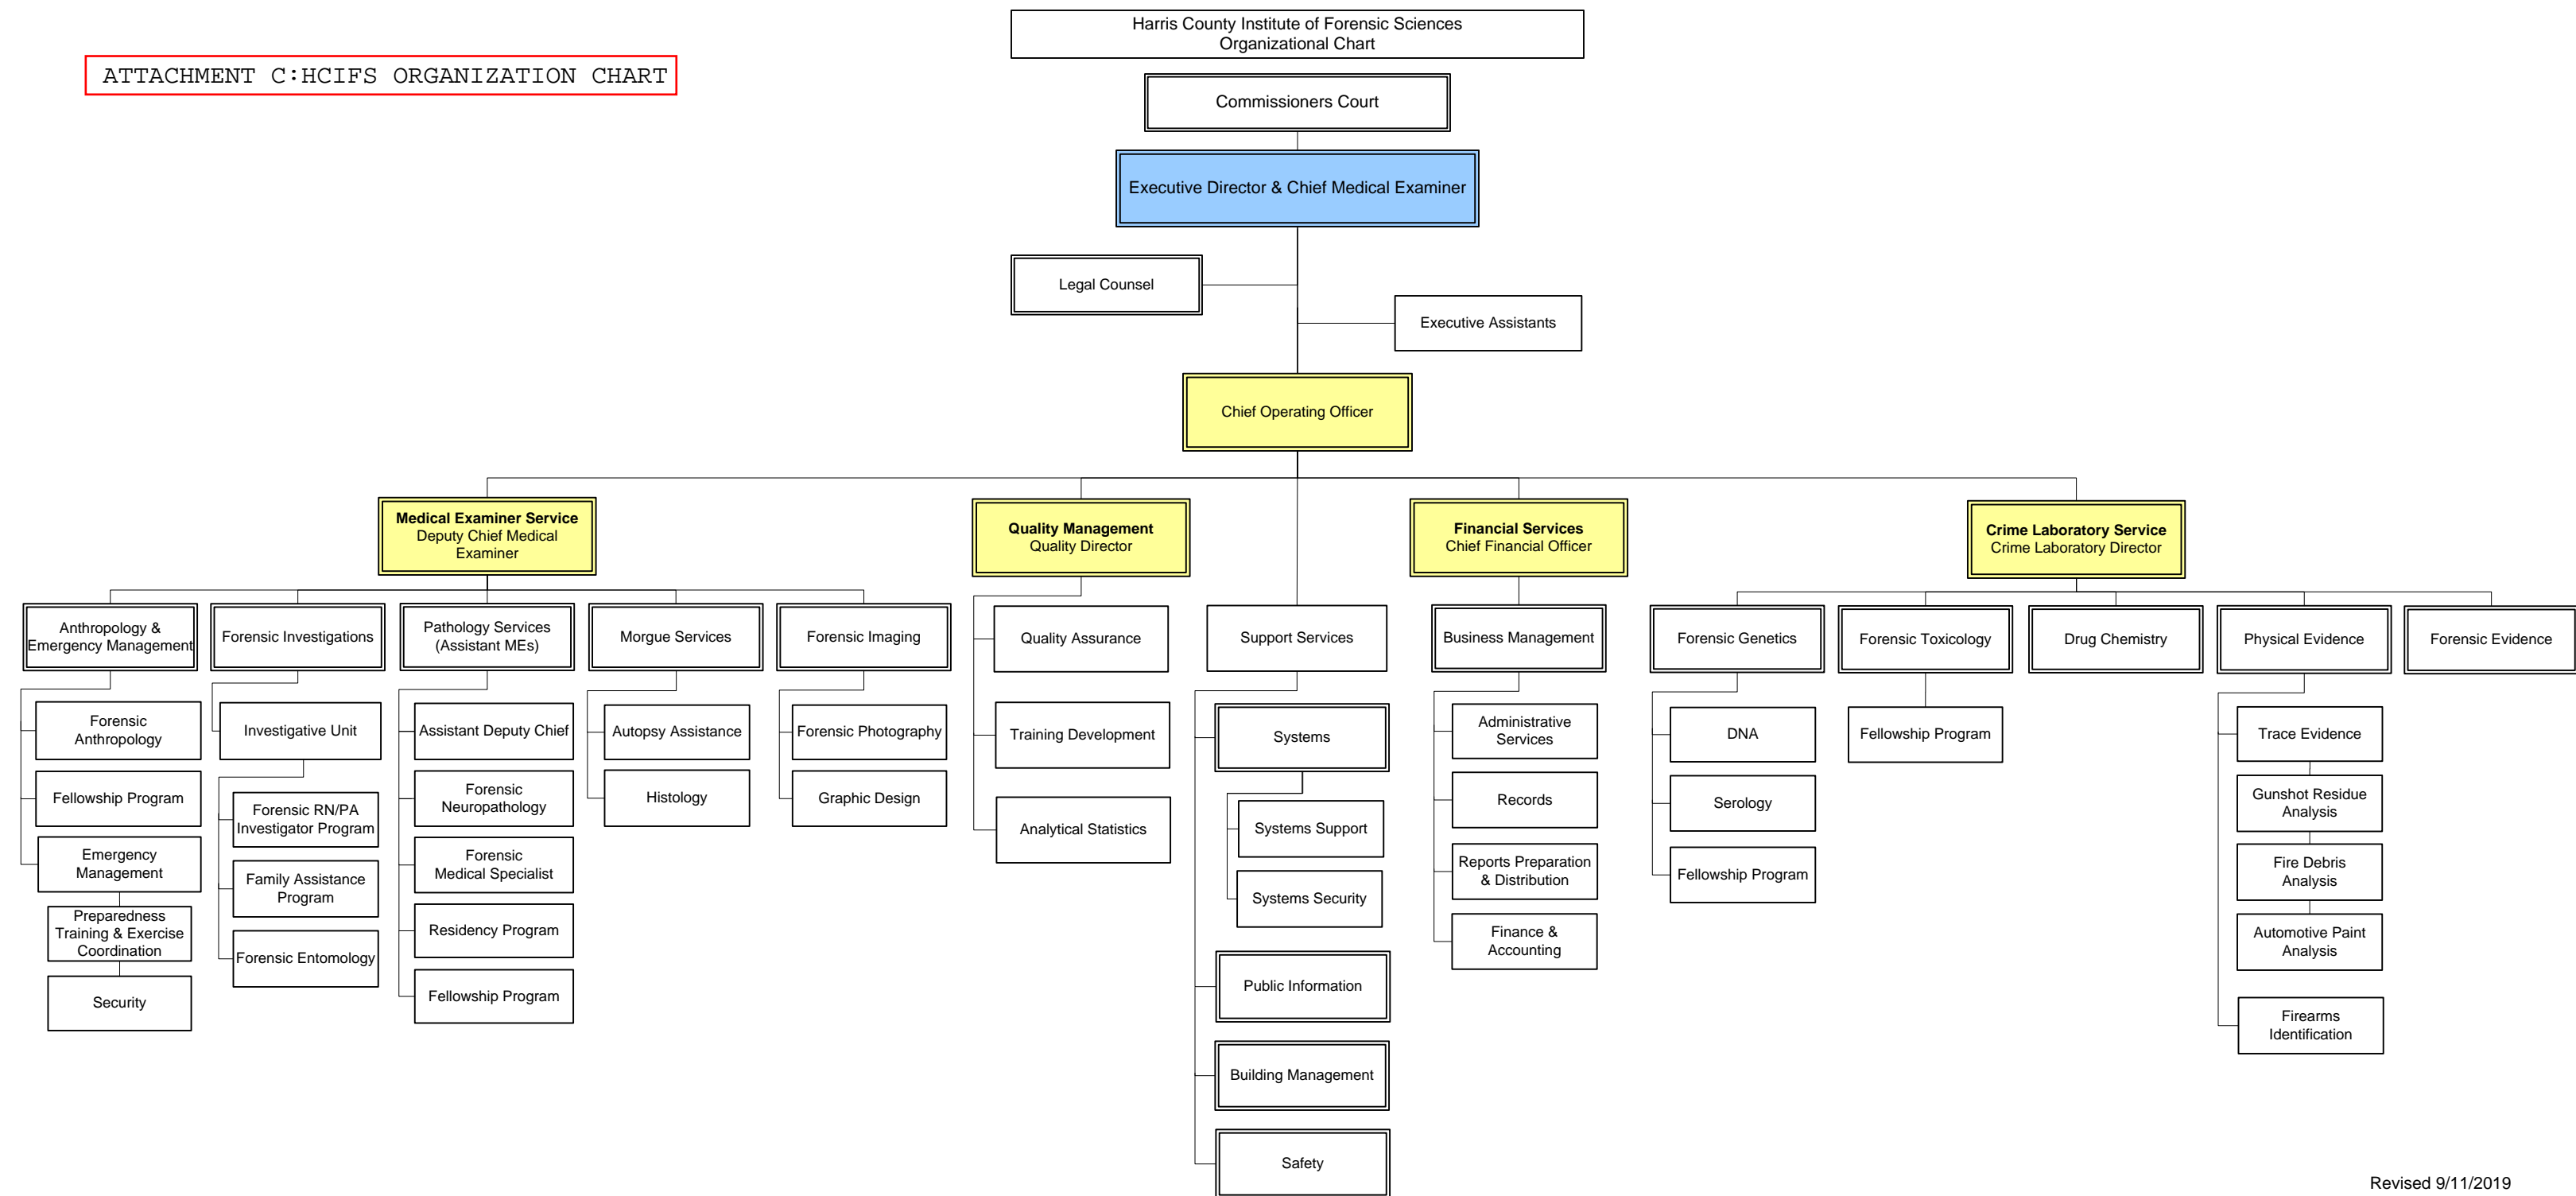 Harris County Institute of Forensic Sciences
Organizational Chart
ATTACHMENT C:HCIFS ORGANIZATION CHART
Commissioners Court
Executive Director & Chief Medical Examiner
Legal Counsel
Executive Assistants
Chief Operating Officer
Medical Examiner Service
Deputy Chief Medical
Examiner
Quality Management
Quality Director
Financial Services
Chief Financial Officer
Crime Laboratory Service
Crime Laboratory Director
Anthropology &
Emergency Management
Forensic Investigations
Pathology Services
(Assistant MEs)
Morgue Services
Forensic Imaging
Quality Assurance
Support Services
Business Management
Forensic Genetics
Forensic Toxicology
Drug Chemistry
Physical Evidence
Forensic Evidence
Forensic
Anthropology
Fellowship Program
Emergency
Management
Preparedness
Training & Exercise
Coordination
Security
Investigative Unit
Forensic RN/PA
Investigator Program
Family Assistance
Program
Forensic Entomology
Assistant Deputy Chief
Forensic
Neuropathology
Forensic
Medical Specialist
Residency Program
Fellowship Program
Autopsy Assistance
Histology
Forensic Photography
Graphic Design
Training Development
Analytical Statistics
Systems
Systems Support
Systems Security
Public Information
Building Management
Safety
Administrative
Services
Records
Reports Preparation
& Distribution
Finance &
Accounting
DNA
Serology
Fellowship Program
Fellowship Program
Trace Evidence
Gunshot Residue
Analysis
Fire Debris
Analysis
Automotive Paint
Analysis
Firearms
Identification
Revised 9/11/2019